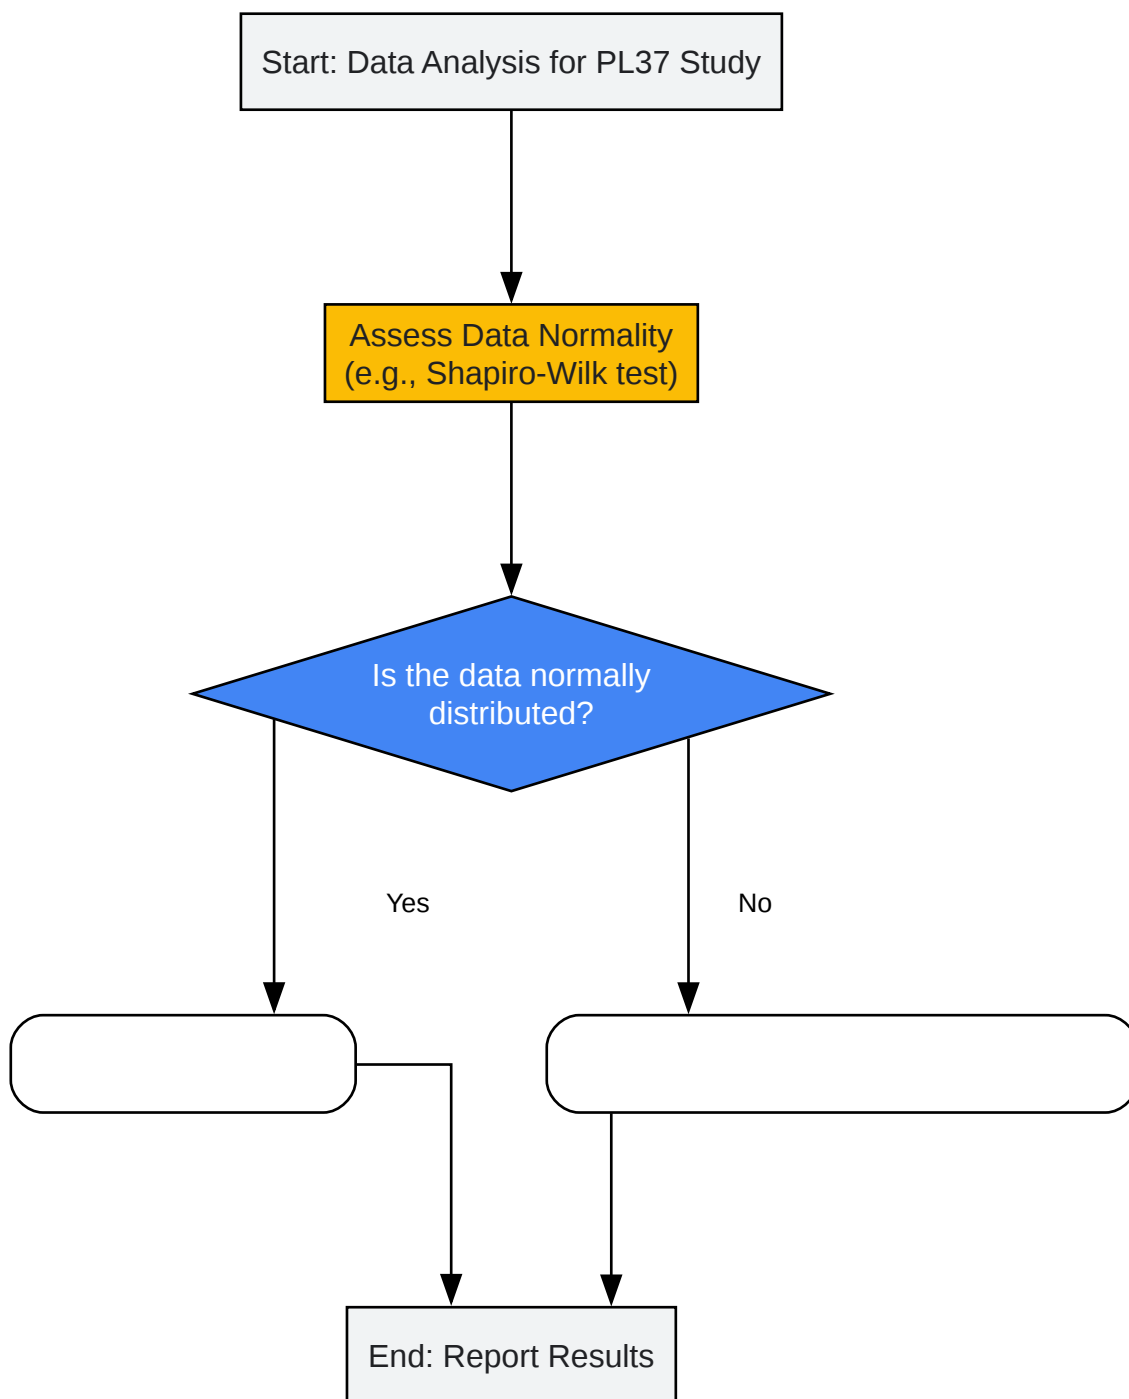 Start: Data Analysis for PL37 Study
Assess Data Normality
(e.g., Shapiro-Wilk test)
Is the data normally
distributed?
Yes
No
End: Report Results